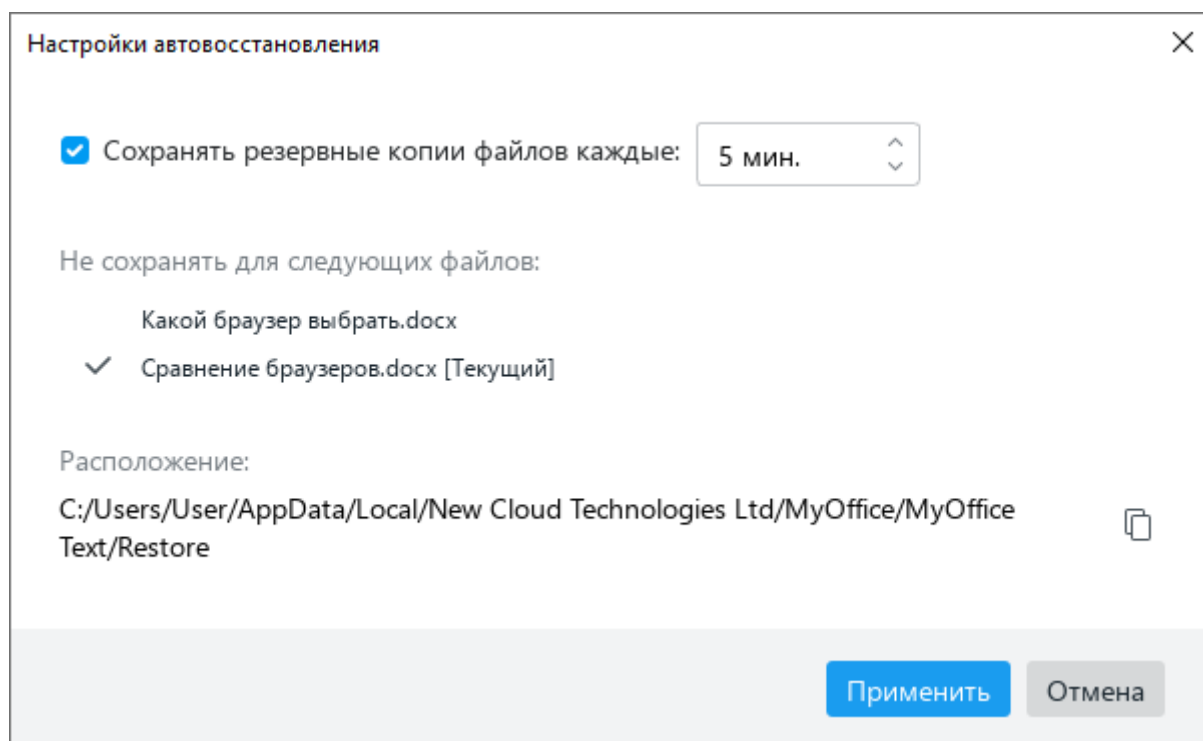 Настройки автовосстановления
Сохранять резервные копии файлов каждые: 5 мин.
Не сохранять для следующих файлов:
Какой браузер выбрать.docx
Сравнение браузеров.docx [Текущий]
Расположение:
C:/Users/User/AppData/Local/New Cloud Technologies Ltd/MyOffice/MyOffice
Text/Restore
Применить Отмена